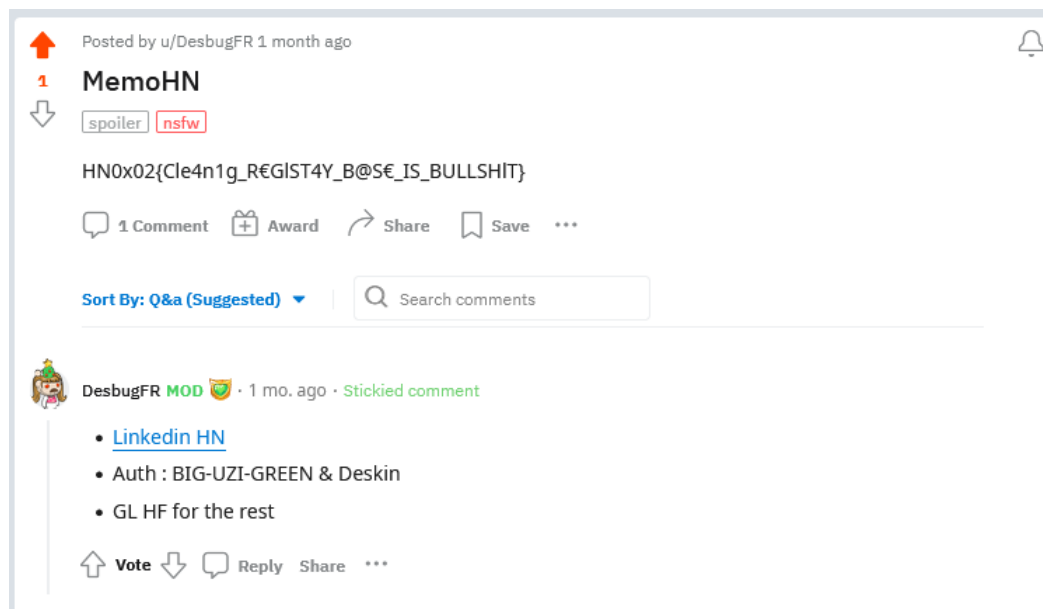 Posted by u/DesbugFR 1 month ago
1
MemoHN
spoiler nsfw
HN0x02{Cle4n1g_R€GlST4Y_B@S€_IS_BULLSHlT}
1 Comment Award Share Save ...
Sort By: Q&a (Suggested) Search comments
DesbugFR MOD · 1 mo. ago · Stickied comment
• Linkedin HN
• Auth : BIG-UZI-GREEN & Deskin
• GL HF for the rest
Vote Reply Share ...